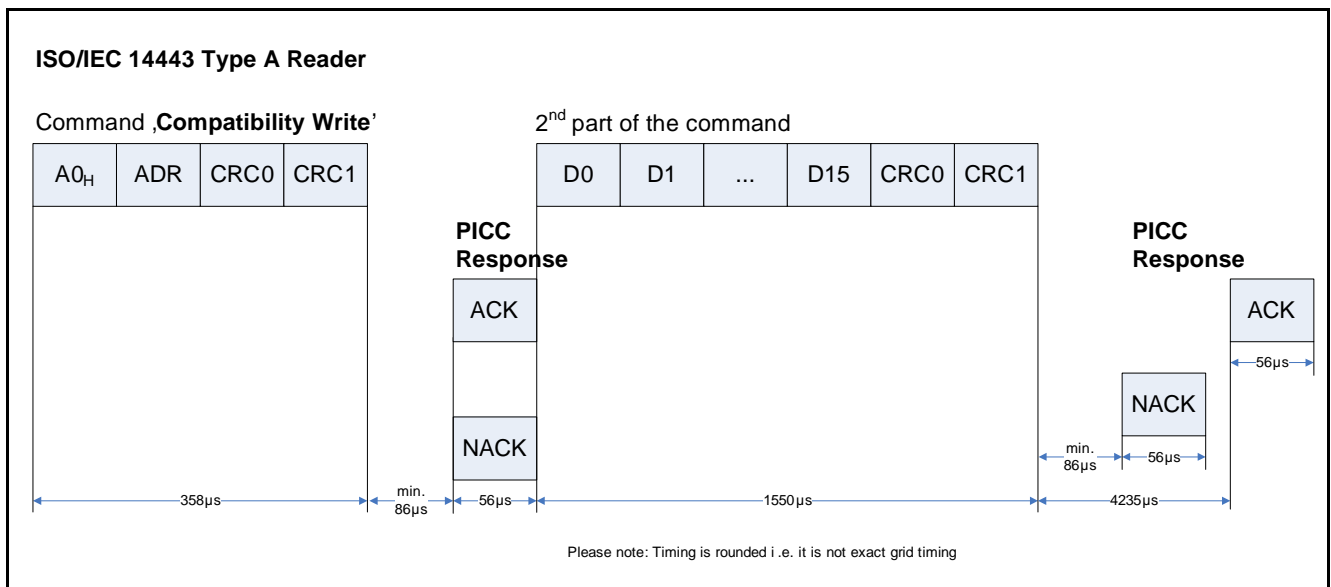 ISO/IEC 14443 Type A Reader
Command ‚Compatibility Write’
2nd part of the command
A0H ADR CRC0 CRC1
D0 D1 ... D15 CRC0 CRC1
PICC
Response
PICC
Response
ACK
ACK
56µs
NACK
NACK
min.
86µs
56µs
358µs
min.
86µs
56µs
1550µs
4235µs
Please note: Timing is rounded i .e. it is not exact grid timing